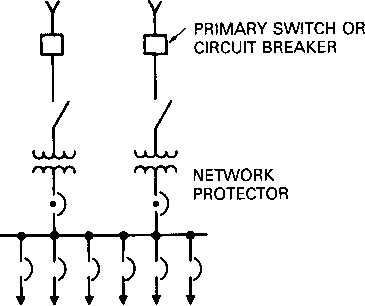 PRIMARY SWITCH OR
CIRCUIT BREAKER
NETWORK
PROTECTOR